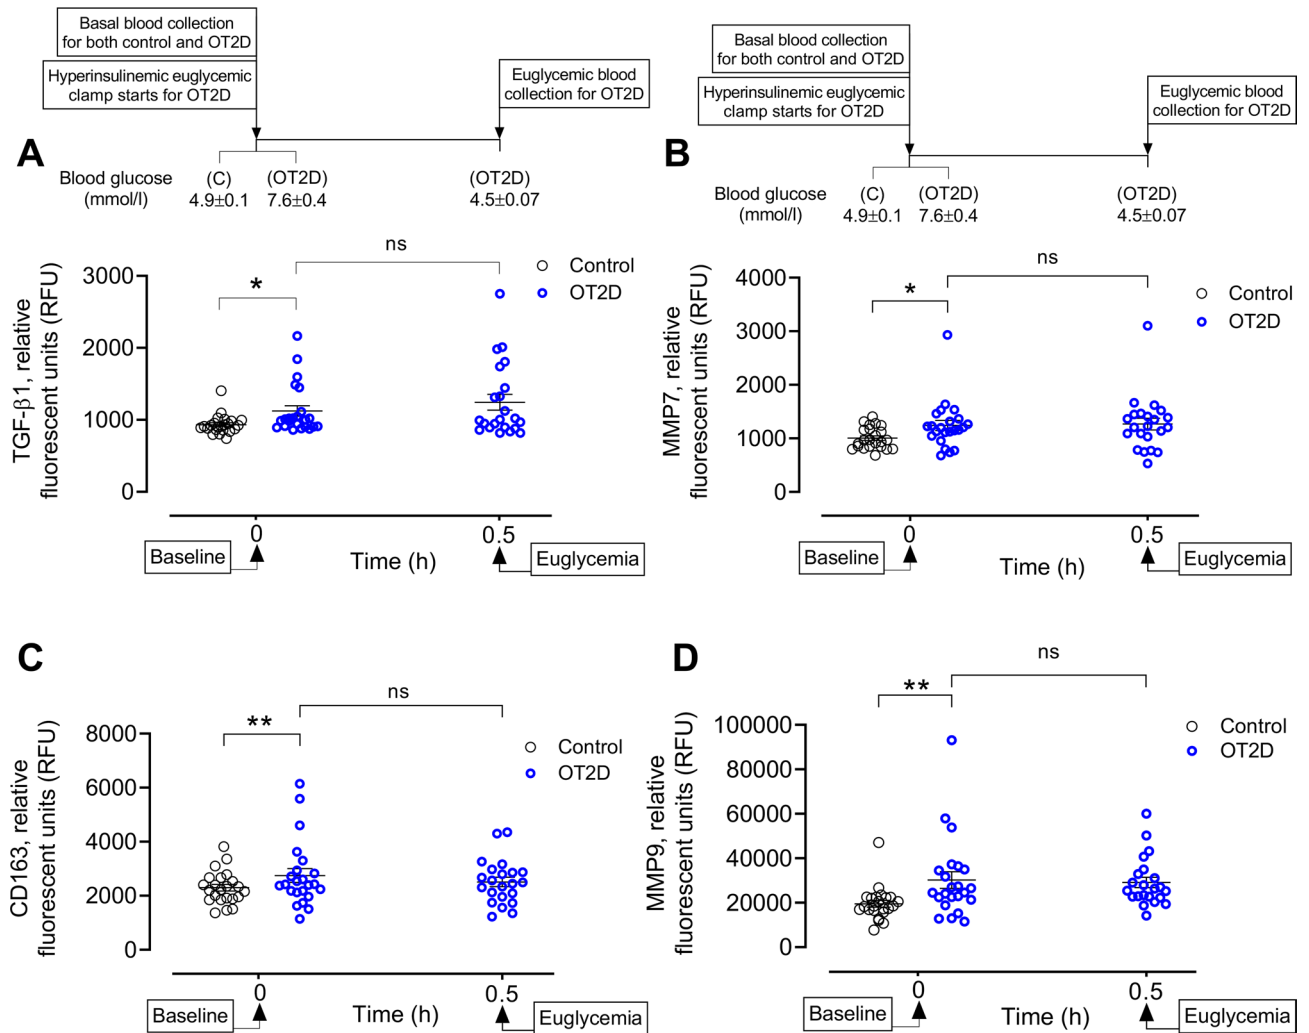 Basal blood collection
for both control and OT2D
Hyperinsulinemic euglycemic
clamp starts for OT2D
Euglycemic blood
collection for OT2D
A
Blood glucose
(mmol/l)
(C)
4.9±0.1
(OT2D)
7.6±0.4
(OT2D)
4.5±0.07
ns
*
Control
OT2D
TGF-β1, relative
fluorescent units (RFU)
3000
2000
1000
0
0
0.5
Baseline
Time (h)
Euglycemia
Basal blood collection
for both control and OT2D
Hyperinsulinemic euglycemic
clamp starts for OT2D
Euglycemic blood
collection for OT2D
B
Blood glucose
(mmol/l)
(C)
4.9±0.1
(OT2D)
7.6±0.4
(OT2D)
4.5±0.07
ns
*
Control
OT2D
MMP7, relative
fluorescent units (RFU)
4000
3000
2000
1000
0
0
0.5
Baseline
Time (h)
Euglycemia
C
ns
**
Control
OT2D
CD163, relative
fluorescent units (RFU)
8000
6000
4000
2000
0
0
0.5
Baseline
Time (h)
Euglycemia
D
ns
**
Control
OT2D
MMP9, relative
fluorescent units (RFU)
100000
80000
60000
40000
20000
0
0
0.5
Baseline
Time (h)
Euglycemia